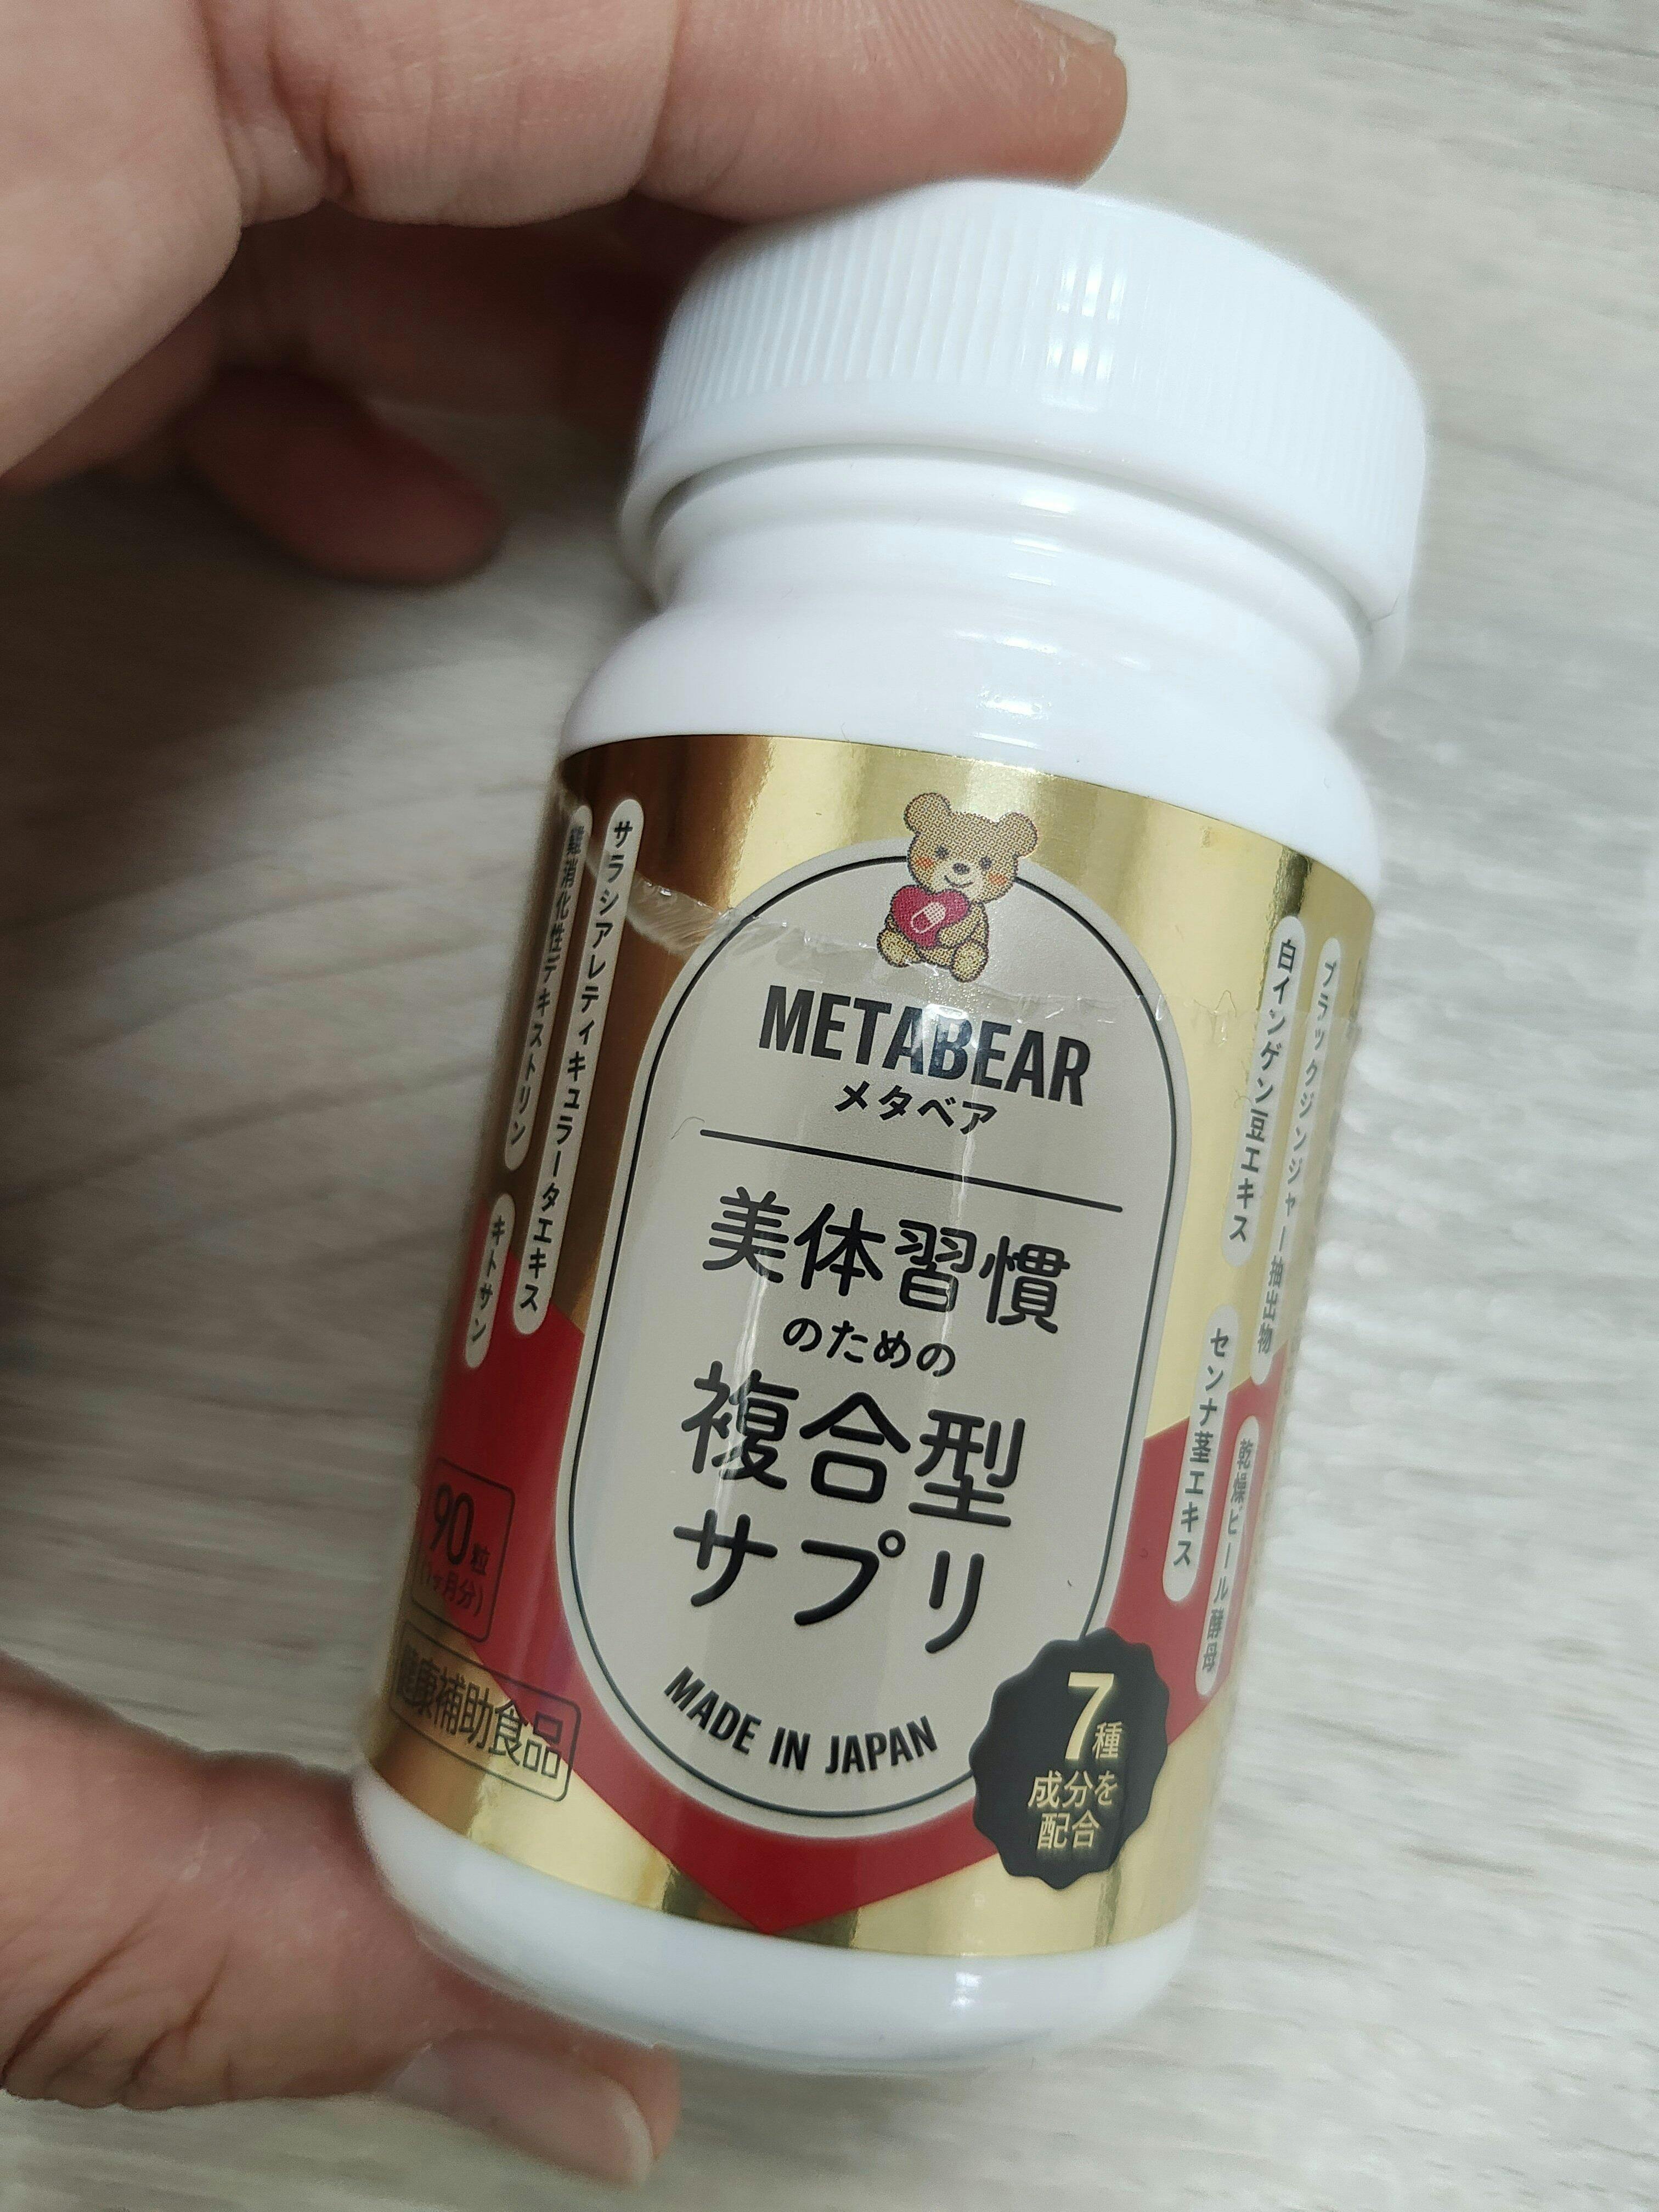 METABEAR
メタベア
美体習慣
のための
複合型
サプリ
MADE IN JAPAN
7種
成分を
配合
サラシアレティキュラータエキス
難消化性デキストリン
キトサン
白インゲン豆エキス
ブラックジンジャー抽出物
センナ茎エキス
乾燥ビール酵母
90粒
(1ヶ月分)
健康補助食品